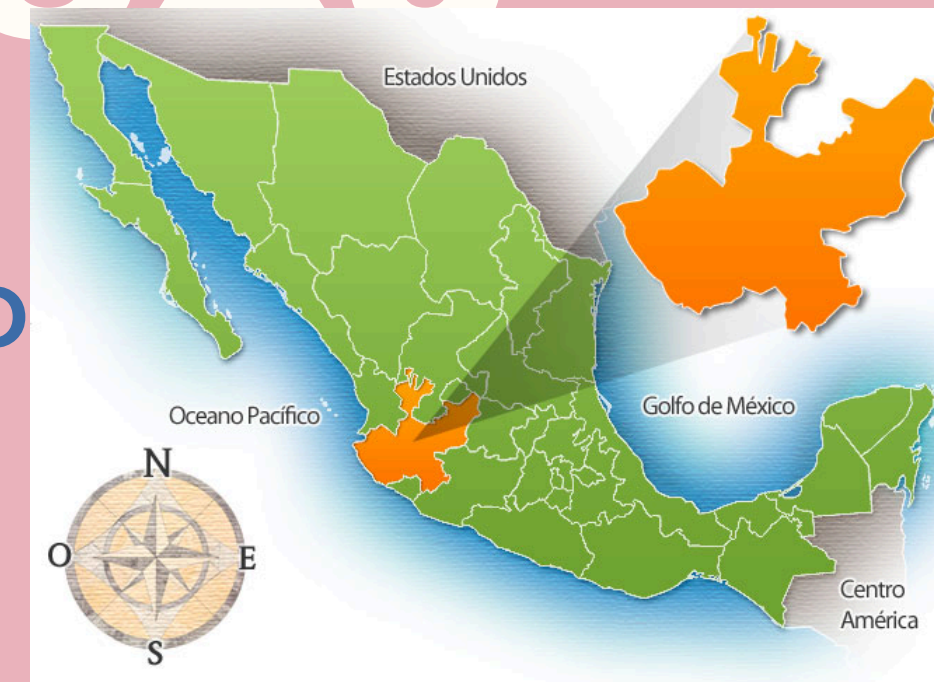 Estados Unidos
Oceano Pacífico
Golfo de México
N
O
E
S
Centro
América